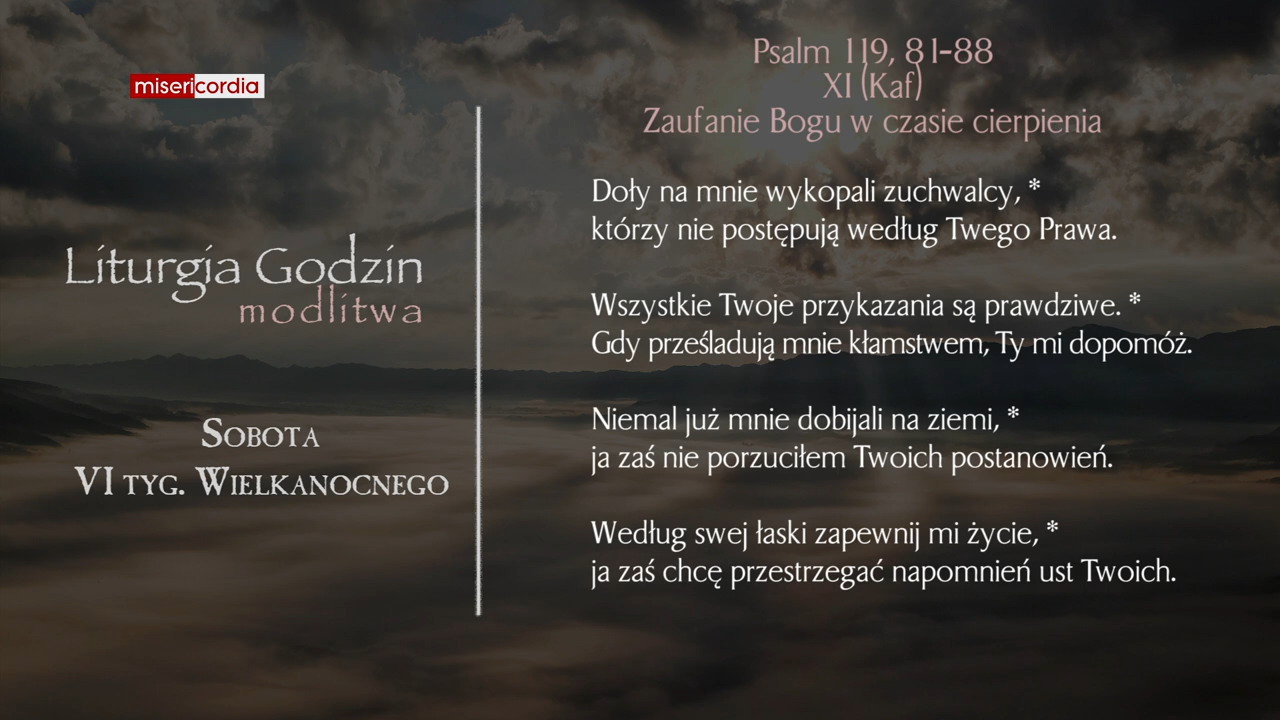 misericordia
Liturgia Godzin
modlitwa
Sobota
VI tyg. Wielkanocnego
Psalm 119, 81-88
XI (Kaf)
Zaufanie Bogu w czasie cierpienia
Doły na mnie wykopali zuchwalcy, *
którzy nie postępują według Twego Prawa.
Wszystkie Twoje przykazania są prawdziwe. *
Gdy prześladują mnie kłamstwem, Ty mi dopomóż.
Niemal już mnie dobijali na ziemi, *
ja zaś nie porzuciłem Twoich postanowień.
Według swej łaski zapewnij mi życie, *
ja zaś chcę przestrzegać napomnień ust Twoich.